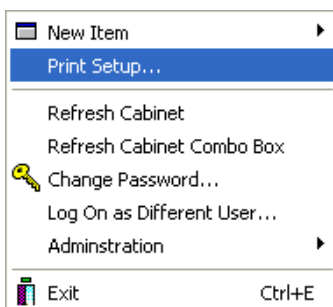 New Item
Print Setup...
Refresh Cabinet
Refresh Cabinet Combo Box
Change Password...
Log On as Different User...
Adminstration
Exit Ctrl+E